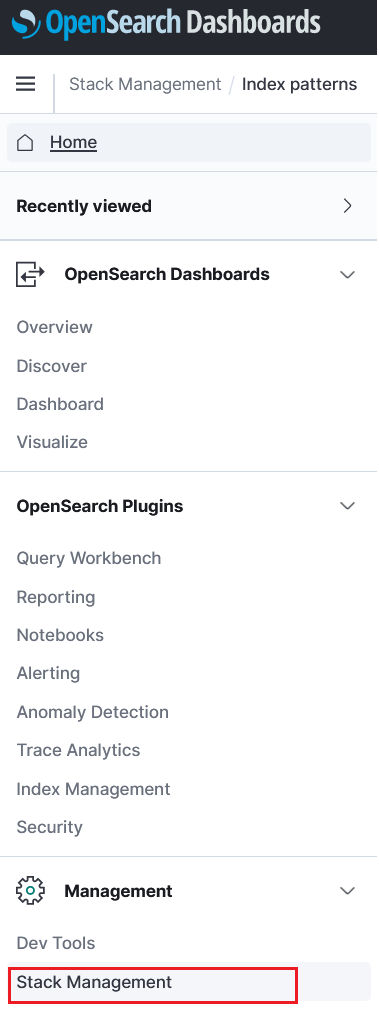 OpenSearch Dashboards
Stack Management / Index patterns
Home
Recently viewed
OpenSearch Dashboards
Overview
Discover
Dashboard
Visualize
OpenSearch Plugins
Query Workbench
Reporting
Notebooks
Alerting
Anomaly Detection
Trace Analytics
Index Management
Security
Management
Dev Tools
Stack Management